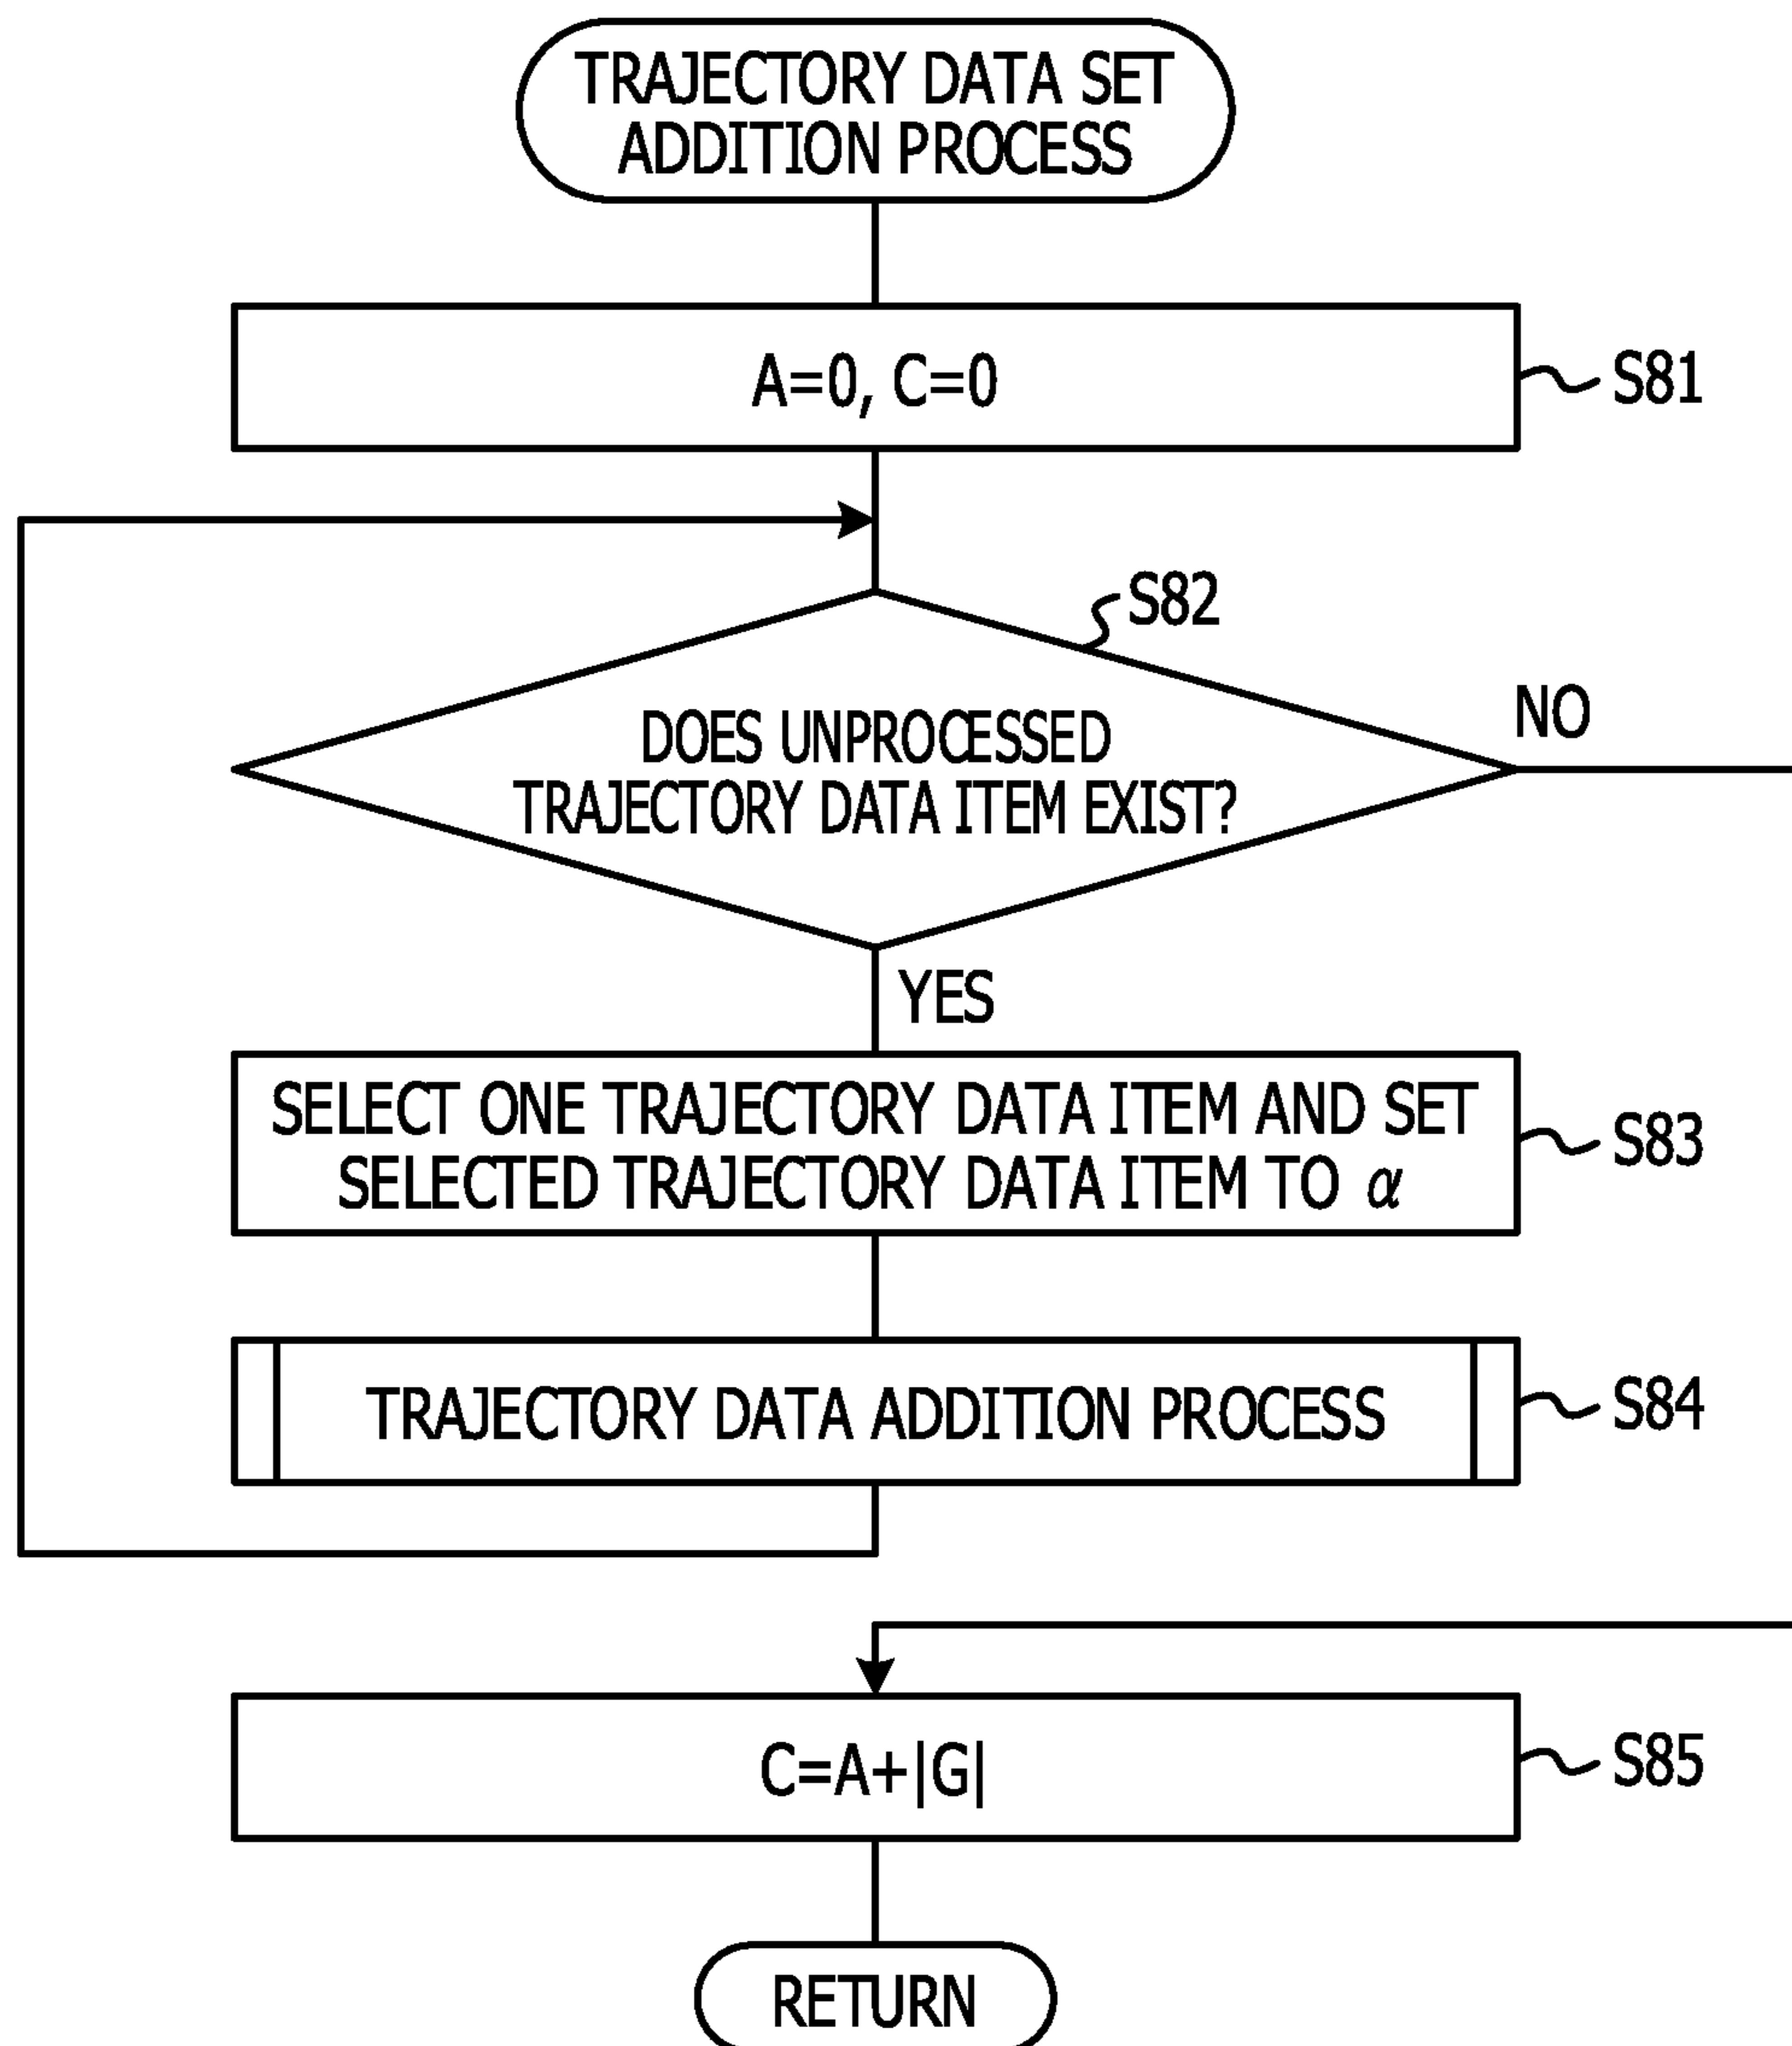 TRAJECTORY DATA SET
ADDITION PROCESS
A=0, C=0
S81
S82
DOES UNPROCESSED
TRAJECTORY DATA ITEM EXIST?
NO
YES
SELECT ONE TRAJECTORY DATA ITEM AND SET
SELECTED TRAJECTORY DATA ITEM TO α
S83
TRAJECTORY DATA ADDITION PROCESS
S84
C=A+|G|
S85
RETURN